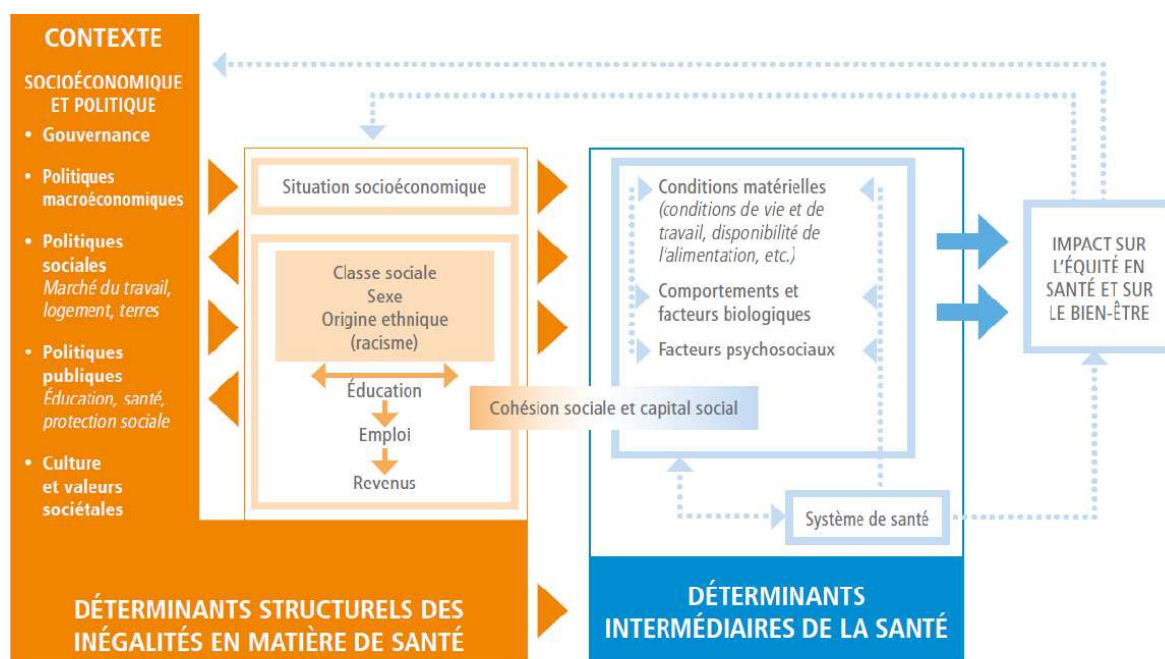 CONTEXTE
SOCIOÉCONOMIQUE
ET POLITIQUE
• Gouvernance
• Politiques
macroéconomiques
• Politiques
sociales
Marché du travail,
logement, terres
• Politiques
publiques
Éducation, santé,
protection sociale
• Culture
et valeurs
sociétales
Situation socioéconomique
Classe sociale
Sexe
Origine ethnique
(racisme)
Éducation
Emploi
Revenus
Cohésion sociale et capital social
Conditions matérielles
(conditions de vie et de
travail, disponibilité de
l'alimentation, etc.)
Comportements et
facteurs biologiques
Facteurs psychosociaux
Système de santé
IMPACT SUR
L'ÉQUITÉ EN
SANTÉ ET SUR
LE BIEN-ÊTRE
DÉTERMINANTS STRUCTURELS DES
INÉGALITÉS EN MATIÈRE DE SANTÉ
DÉTERMINANTS
INTERMÉDIAIRES DE LA SANTÉ